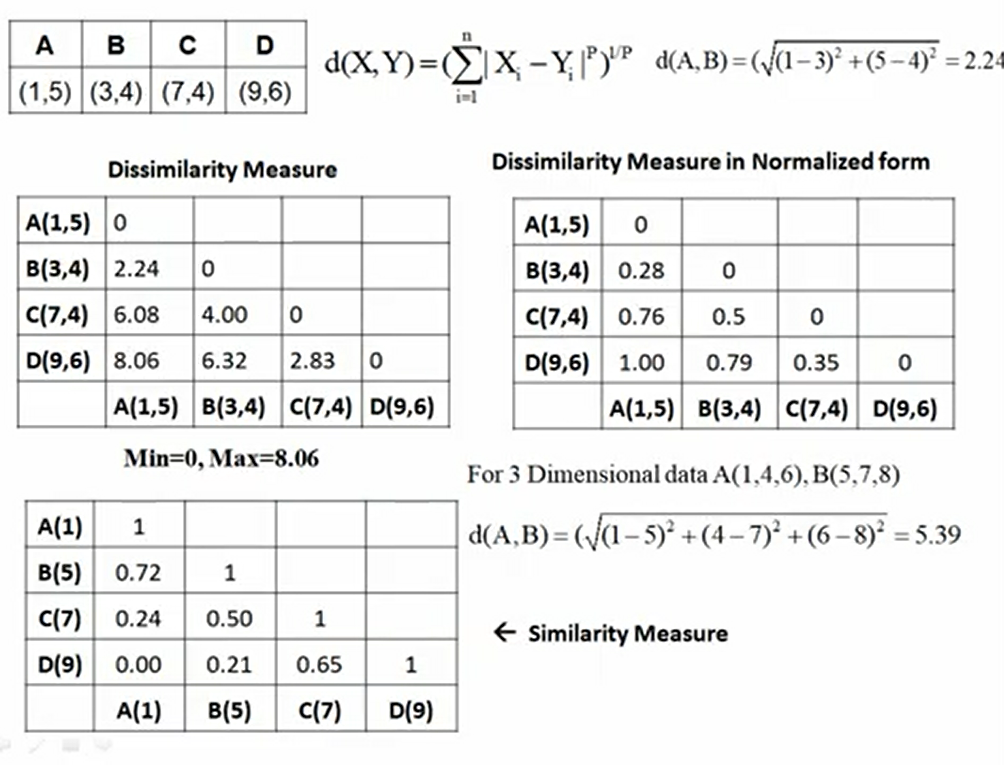 A B C D
(1,5) (3,4) (7,4) (9,6)
d(X,Y)=(∑|X_i−Y_i|^P)^1/P
n
i=1
d(A,B)=(√(1−3)²+(5−4)²=2.24
Dissimilarity Measure
A(1,5) 0
B(3,4) 2.24 0
C(7,4) 6.08 4.00 0
D(9,6) 8.06 6.32 2.83 0
A(1,5) B(3,4) C(7,4) D(9,6)
Min=0, Max=8.06
Dissimilarity Measure in Normalized form
A(1,5) 0
B(3,4) 0.28 0
C(7,4) 0.76 0.5 0
D(9,6) 1.00 0.79 0.35 0
A(1,5) B(3,4) C(7,4) D(9,6)
For 3 Dimensional data A(1,4,6), B(5,7,8)
d(A,B)=(√(1−5)²+(4−7)²+(6−8)²=5.39
A(1) 1
B(5) 0.72 1
C(7) 0.24 0.50 1
D(9) 0.00 0.21 0.65 1
A(1) B(5) C(7) D(9)
← Similarity Measure